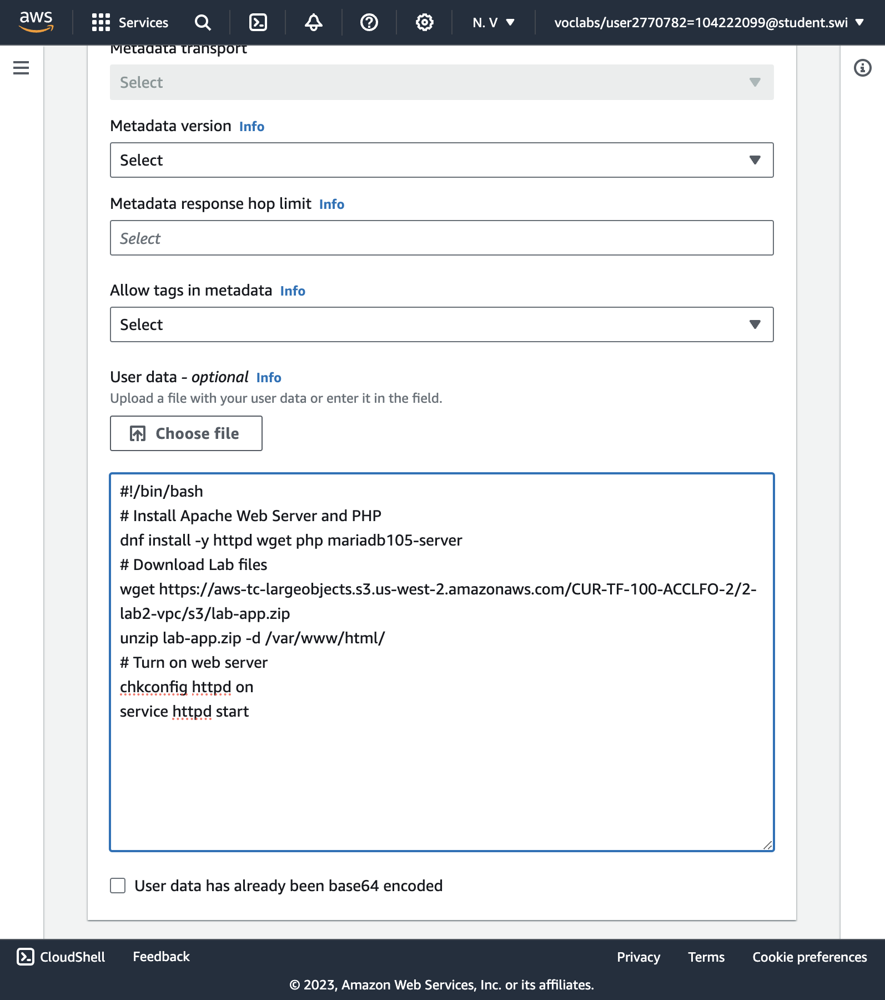 aws
Services
N. V
voclabs/user2770782=104222099@student.swi
Metadata transport
Select
Metadata version Info
Select
Metadata response hop limit Info
Select
Allow tags in metadata Info
Select
User data - optional Info
Upload a file with your user data or enter it in the field.
Choose file
#!/bin/bash
# Install Apache Web Server and PHP
dnf install -y httpd wget php mariadb105-server
# Download Lab files
wget https://aws-tc-largeobjects.s3.us-west-2.amazonaws.com/CUR-TF-100-ACCLFO-2/2-
lab2-vpc/s3/lab-app.zip
unzip lab-app.zip -d /var/www/html/
# Turn on web server
chkconfig httpd on
service httpd start
User data has already been base64 encoded
CloudShell
Feedback
Privacy
Terms
Cookie preferences
© 2023, Amazon Web Services, Inc. or its affiliates.